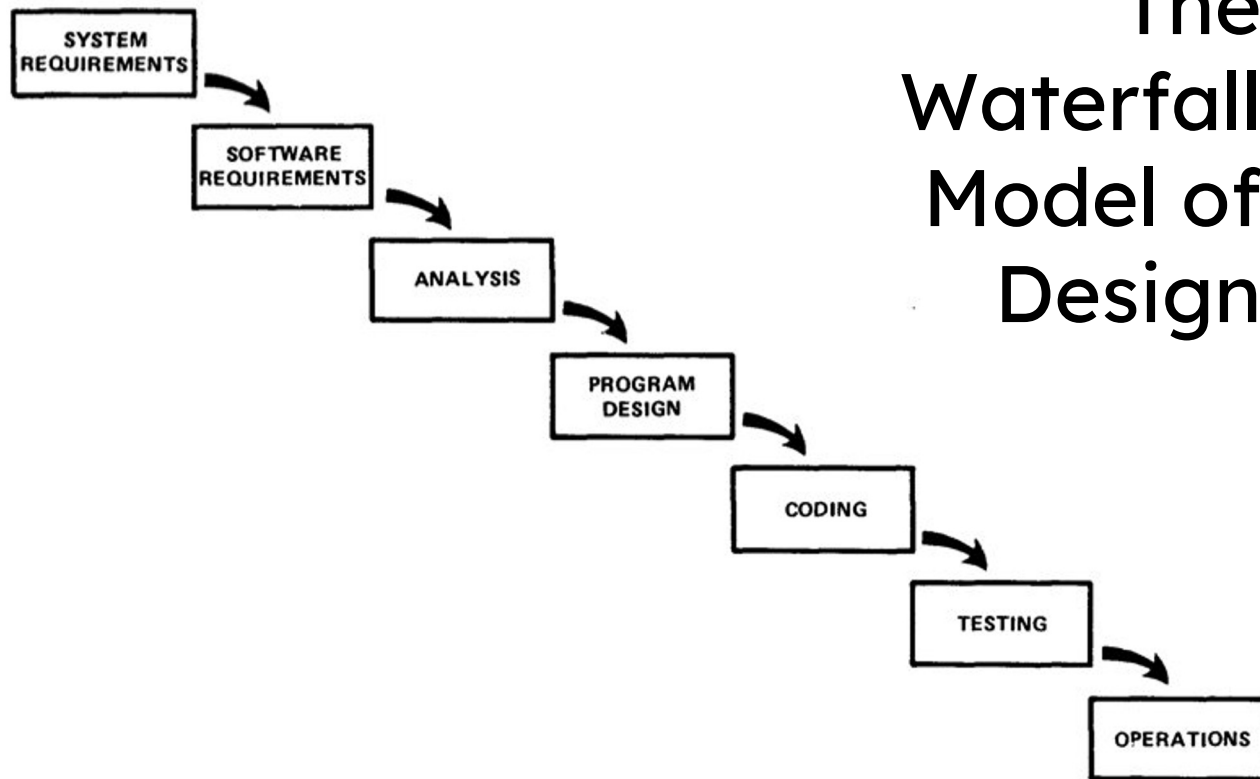 The
Waterfall
Model of
Design
SYSTEM
REQUIREMENTS
SOFTWARE
REQUIREMENTS
ANALYSIS
PROGRAM
DESIGN
CODING
TESTING
OPERATIONS